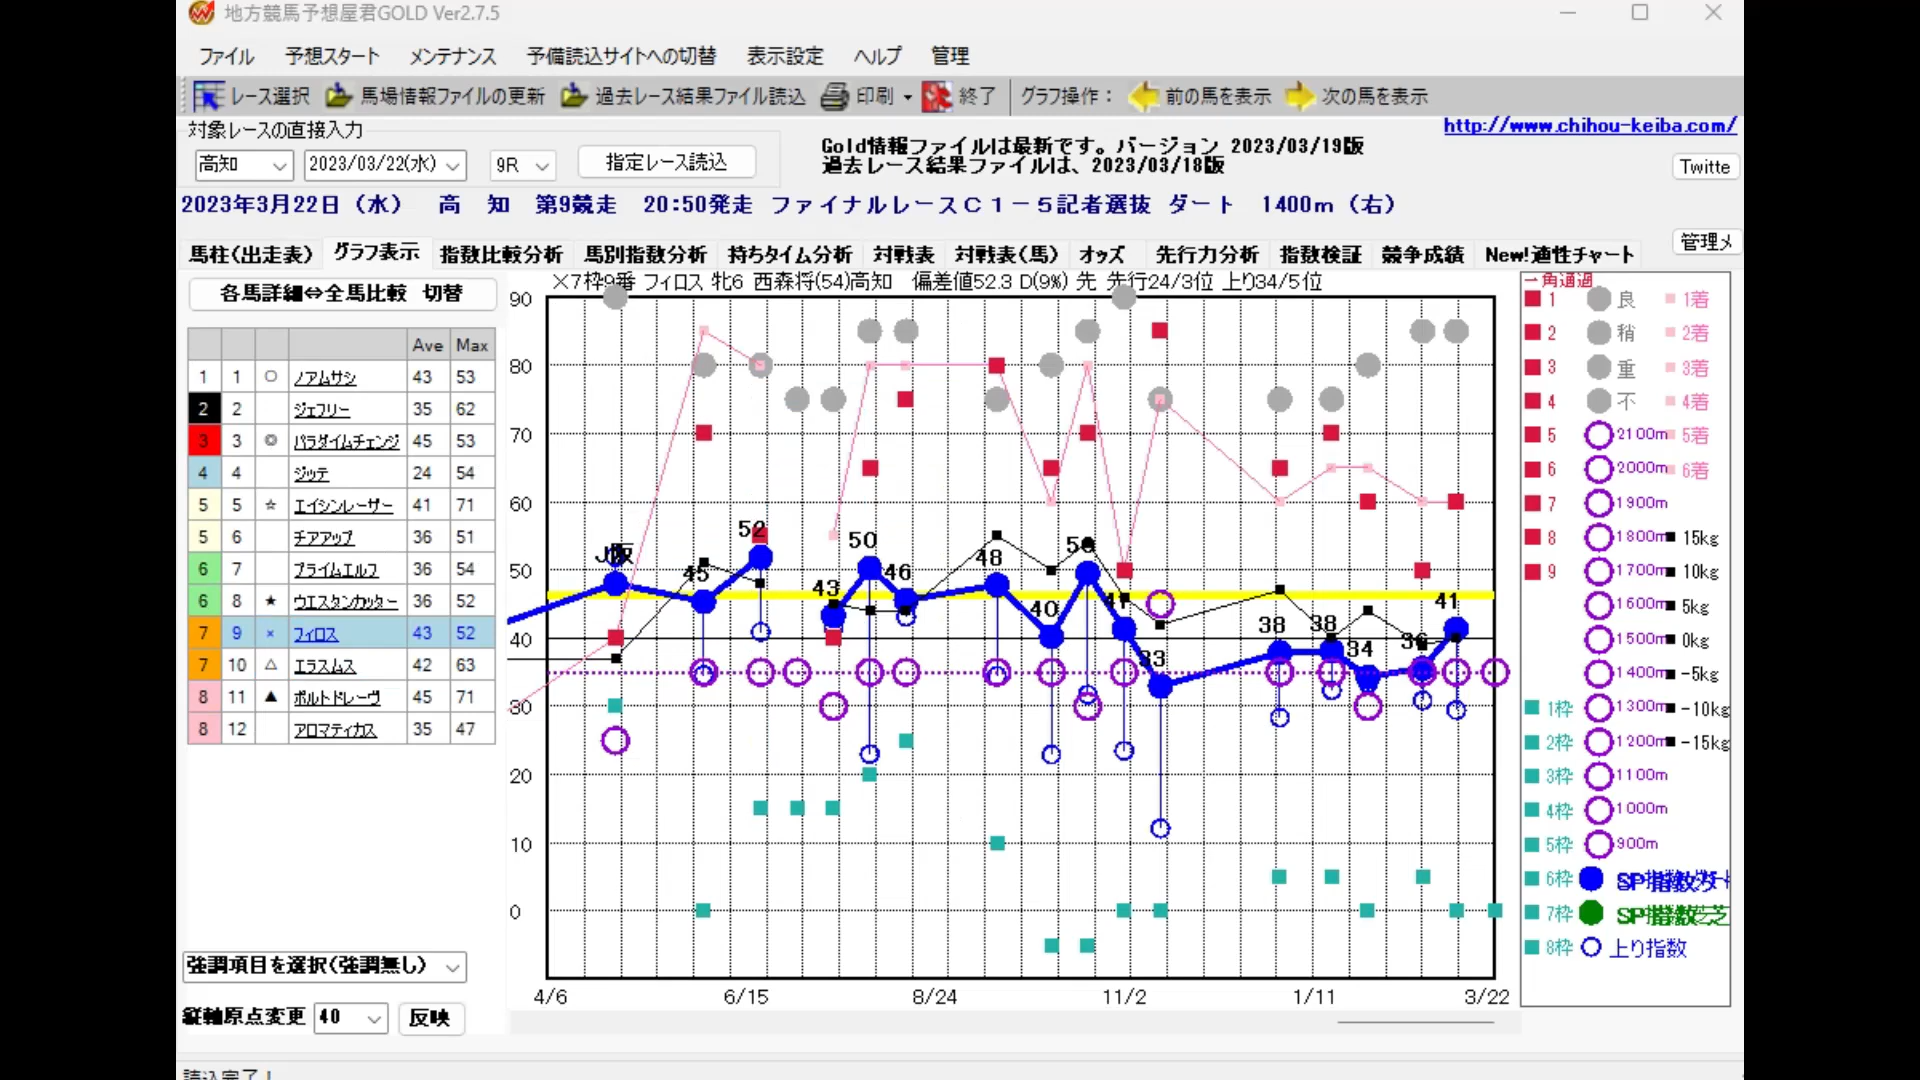 地方競馬予想屋君GOLD Ver2.7.5
ファイル 予想スタート メンテナンス 予備読込サイトへの切替 表示設定 ヘルプ 管理
レース選択 馬場情報ファイルの更新 過去レース結果ファイル読込 印刷 終了 グラフ操作： 前の馬を表示 次の馬を表示
対象レースの直接入力
http://www.chihou-keiba.com/
高知 2023/03/22(水) 9R 指定レース読込
Gold情報ファイルは最新です。バージョン 2023/03/19版
過去レース結果ファイルは、2023/03/18版
Twitte
2023年3月22日（水） 高 知 第9競走 20:50発走 ファイナルレースＣ１－５記者選抜 ダート 1400m（右）
管理メ
馬柱(出走表) グラフ表示 指数比較分析 馬別指数分析 持ちタイム分析 対戦表 対戦表(馬) オッズ 先行力分析 指数検証 競争成績 New!適性チャート
各馬詳細⇔全馬比較 切替
×7枠9番 フィロス 牝6 西森将(54)高知 偏差値52.3 D(9%) 先 先行24/3位 上り34/5位
Ave Max
1 1 ○ ノアムサシ 43 53
2 2 ジェフリー 35 62
3 3 ◎ パラダイムチェンジ 45 53
4 4 ジッテ 24 54
5 5 ☆ エイシンレーザー 41 71
5 6 チアアップ 36 51
6 7 プライムエルフ 36 54
6 8 ★ ウエスタンカッター 36 52
7 9 × フィロス 43 52
7 10 △ エラスムス 42 63
8 11 ▲ ボルトドレーヴ 45 71
8 12 アロマティカス 35 47
強調項目を選択(強調無し)
縦軸原点変更 40 反映
90
80
70
60
50
40
30
20
10
0
45 52 43 50 46 48 40 50 41 33 38 38 34 36 41
4/6 6/15 8/24 11/2 1/11 3/22
一角通過
1 良 1着
2 稍 2着
3 重 3着
4 不 4着
5 2100m 5着
6 2000m 6着
7 1900m
8 1800m 15kg
9 1700m 10kg
1600m 5kg
1500m 0kg
1400m -5kg
1枠 1300m -10kg
2枠 1200m -15kg
3枠 1100m
4枠 1000m
5枠 900m
6枠 SP指数
7枠 SP指数芝
8枠 上り指数
読込完了！